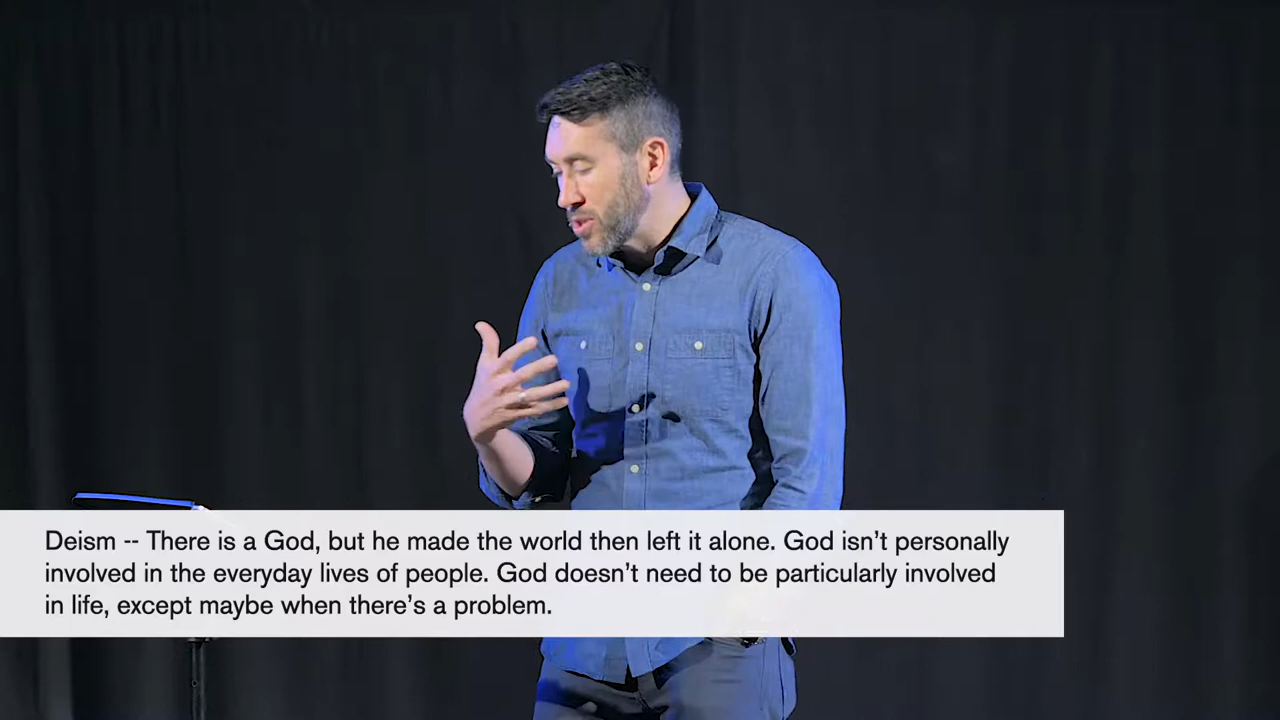 Deism -- There is a God, but he made the world then left it alone. God isn’t personally
involved in the everyday lives of people. God doesn’t need to be particularly involved
in life, except maybe when there’s a problem.